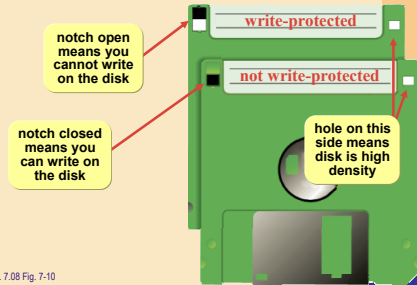 write-protected
notch open
means you
cannot write
on the disk
not write-protected
notch closed
means you
can write on
the disk
hole on this
side means
disk is high
density
. 7.08 Fig. 7-10